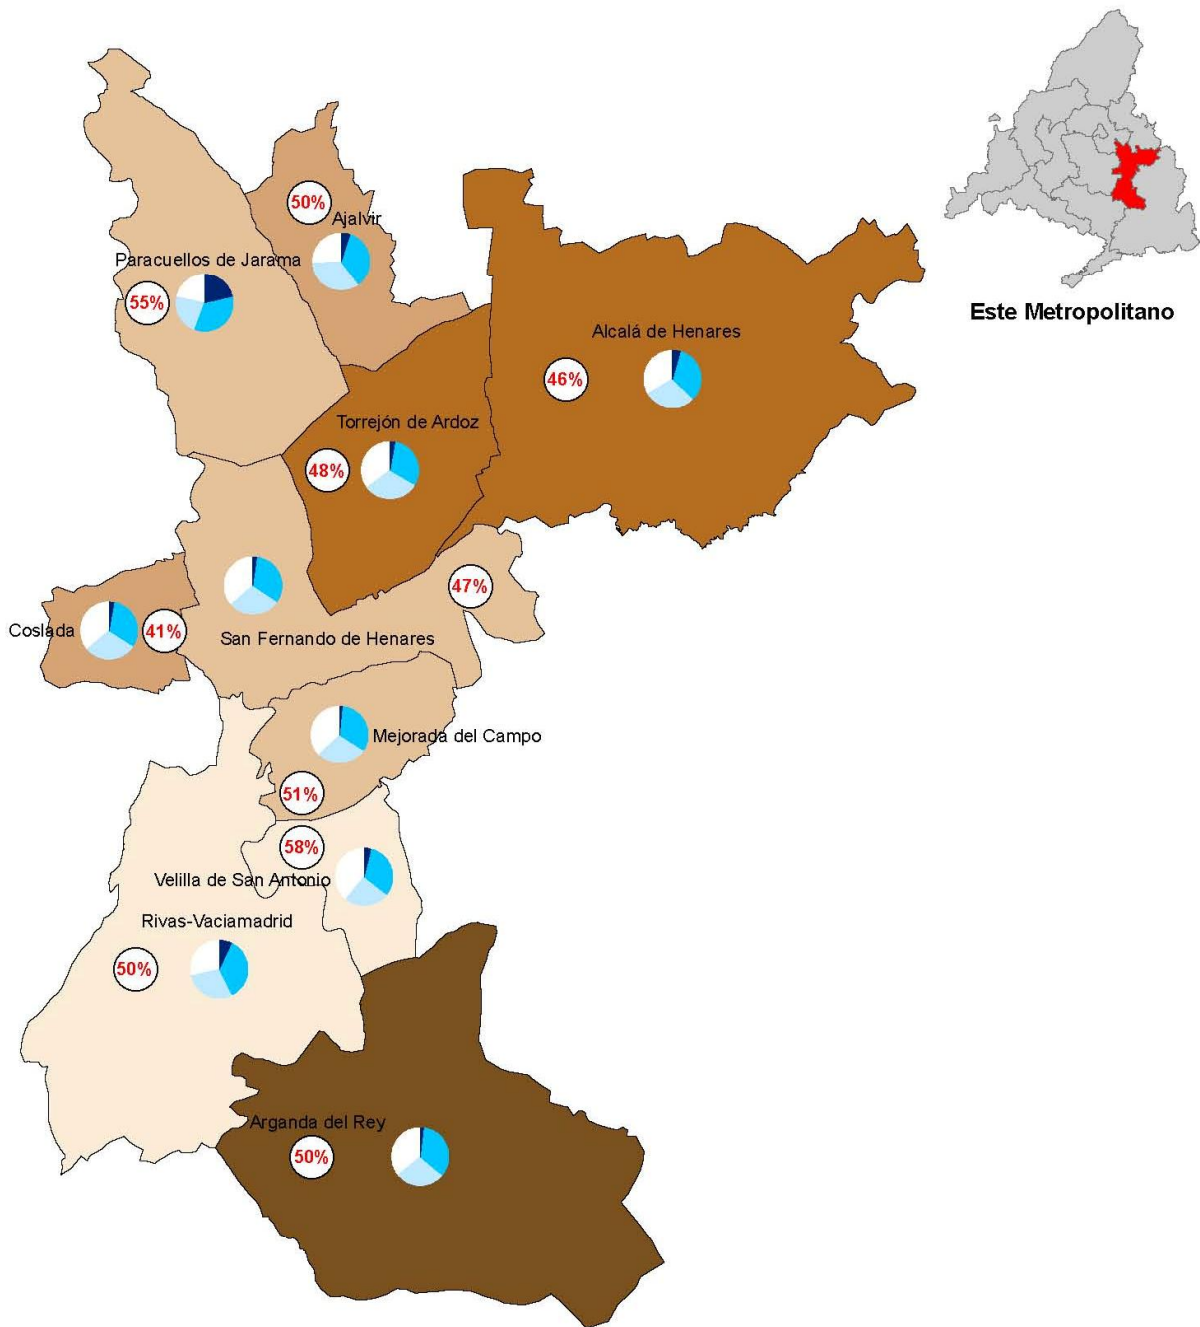 50%
Ajalvir
Paracuellos de Jarama
55%
Este Metropolitano
Alcalá de Henares
46%
Torrejón de Ardoz
48%
47%
Coslada
41%
San Fernando de Henares
Mejorada del Campo
51%
58%
Velilla de San Antonio
Rivas-Vaciamadrid
50%
Arganda del Rey
50%